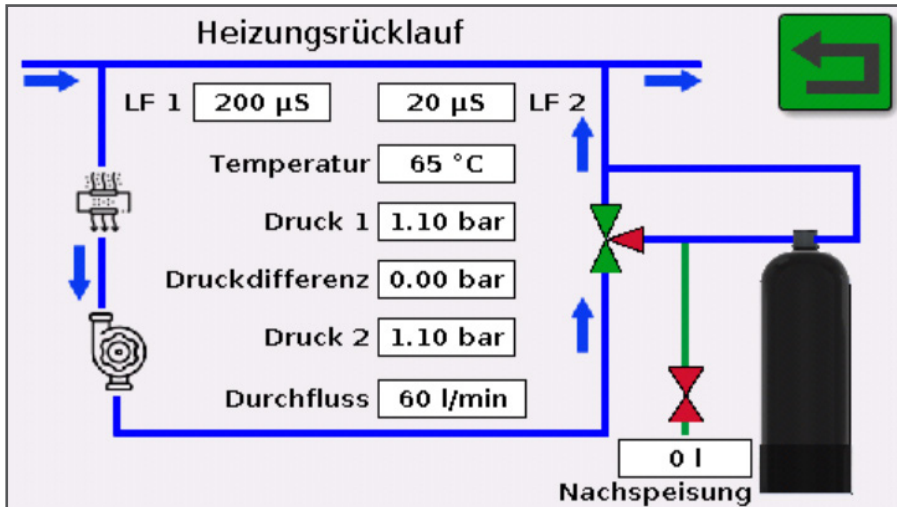 Heizungsrücklauf
LF 1 200 µS 20 µS LF 2
Temperatur 65 °C
Druck 1 1.10 bar
Druckdifferenz 0.00 bar
Druck 2 1.10 bar
Durchfluss 60 l/min
0 l
Nachspeisung